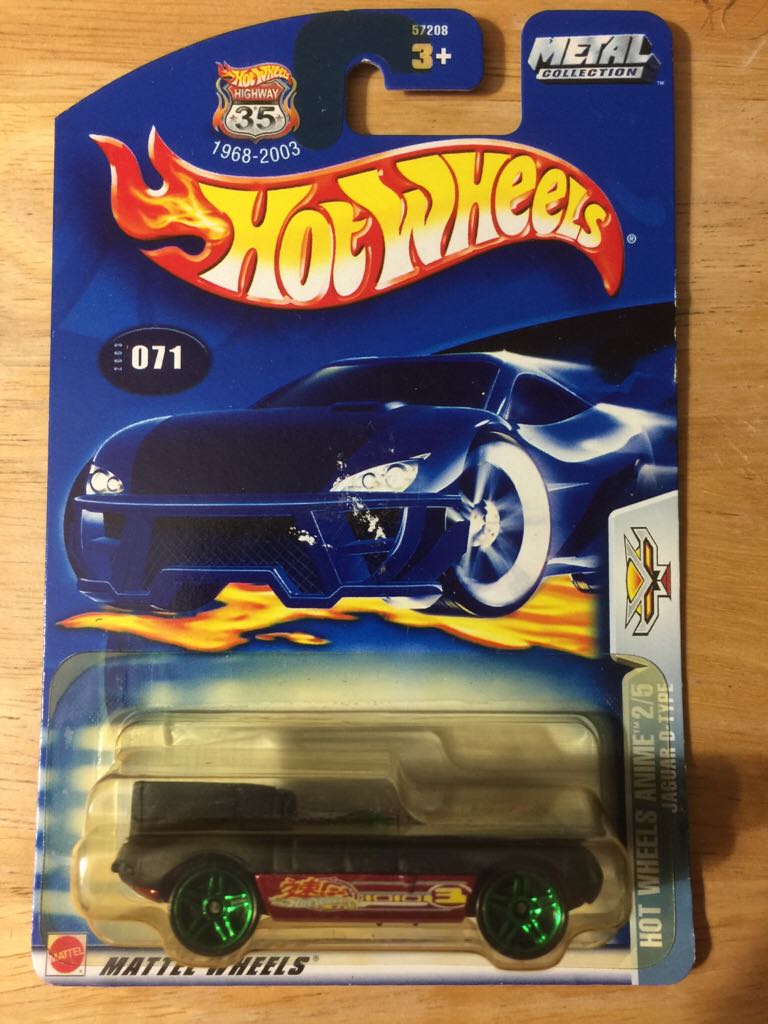 57208
3+
METAL
COLLECTION™
HOT WHEELS
HIGHWAY
35
1968-2003
HOT WHEELS®
2003
071
HOT WHEELS ANIME™ 2/5
JAGUAR D-TYPE
MATTEL
MATTEL WHEELS®